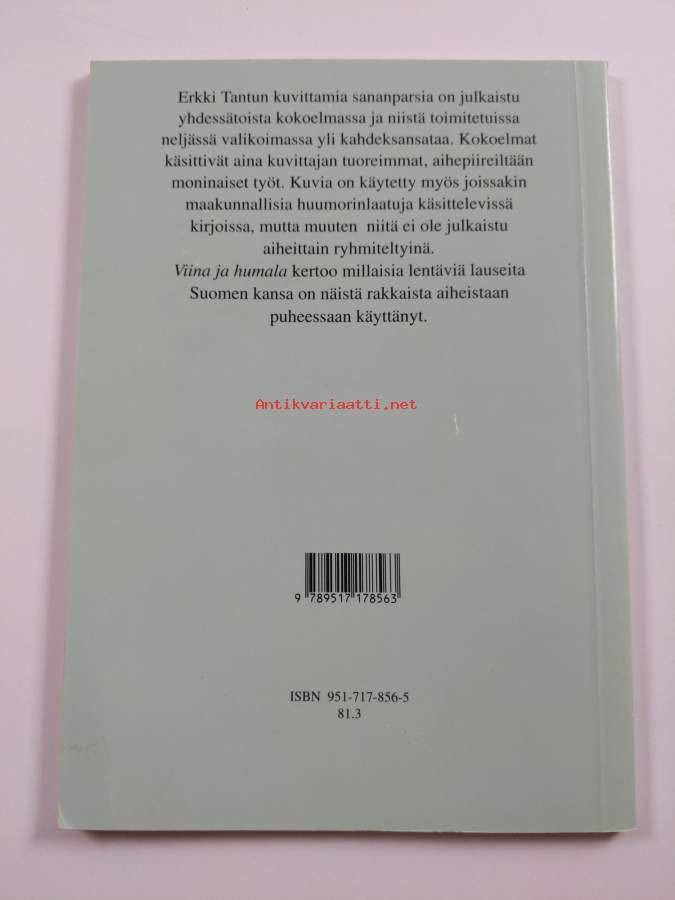 Erkki Tantun kuvittamia sananparsia on julkaistu
yhdessätoista kokoelmassa ja niistä toimitetuissa
neljässä valikoimassa yli kahdeksansataa. Kokoelmat
käsittivät aina kuvittajan tuoreimmat, aihepiireiltään
moninaiset työt. Kuvia on käytetty myös joissakin
maakunnallisia huumorinlaatuja käsittelevissä
kirjoissa, mutta muuten niitä ei ole julkaistu
aiheittain ryhmiteltyinä.
Viina ja humala kertoo millaisia lentäviä lauseita
Suomen kansa on näistä rakkaista aiheistaan
puheessaan käyttänyt.
Antikvariaatti.net
9 789517 178563
ISBN 951-717-856-5
81.3